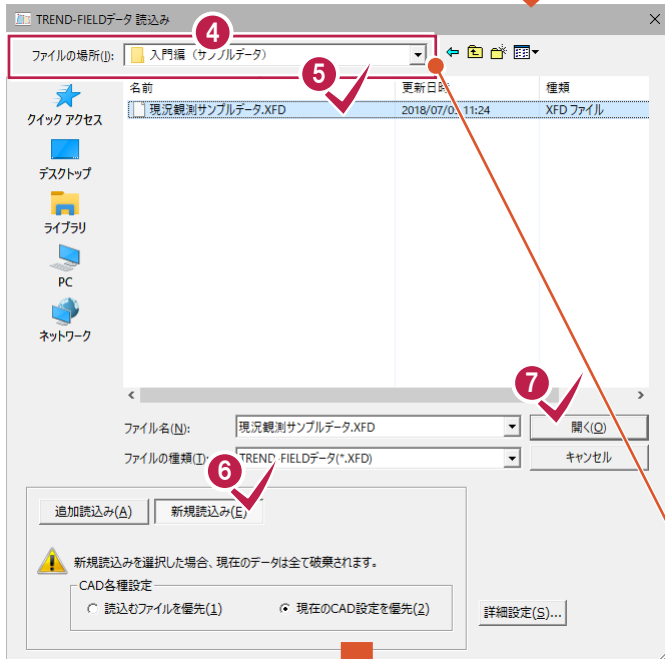 TREND-FIELDデータ 読込み
4
ファイルの場所(I): 入門編（サンプルデータ）
5
名前 更新日時 種類
現況観測サンプルデータ.XFD 2018/07/0 11:24 XFD ファイル
クイック アクセス
デスクトップ
ライブラリ
PC
ネットワーク
7
ファイル名(N): 現況観測サンプルデータ.XFD 開く(O)
ファイルの種類(T): TREND-FIELDデータ(*.XFD) キャンセル
6
追加読込み(A) 新規読込み(E)
新規読込みを選択した場合、現在のデータは全て破棄されます。
CAD各種設定
読込むファイルを優先(1) 現在のCAD設定を優先(2) 詳細設定(S)...